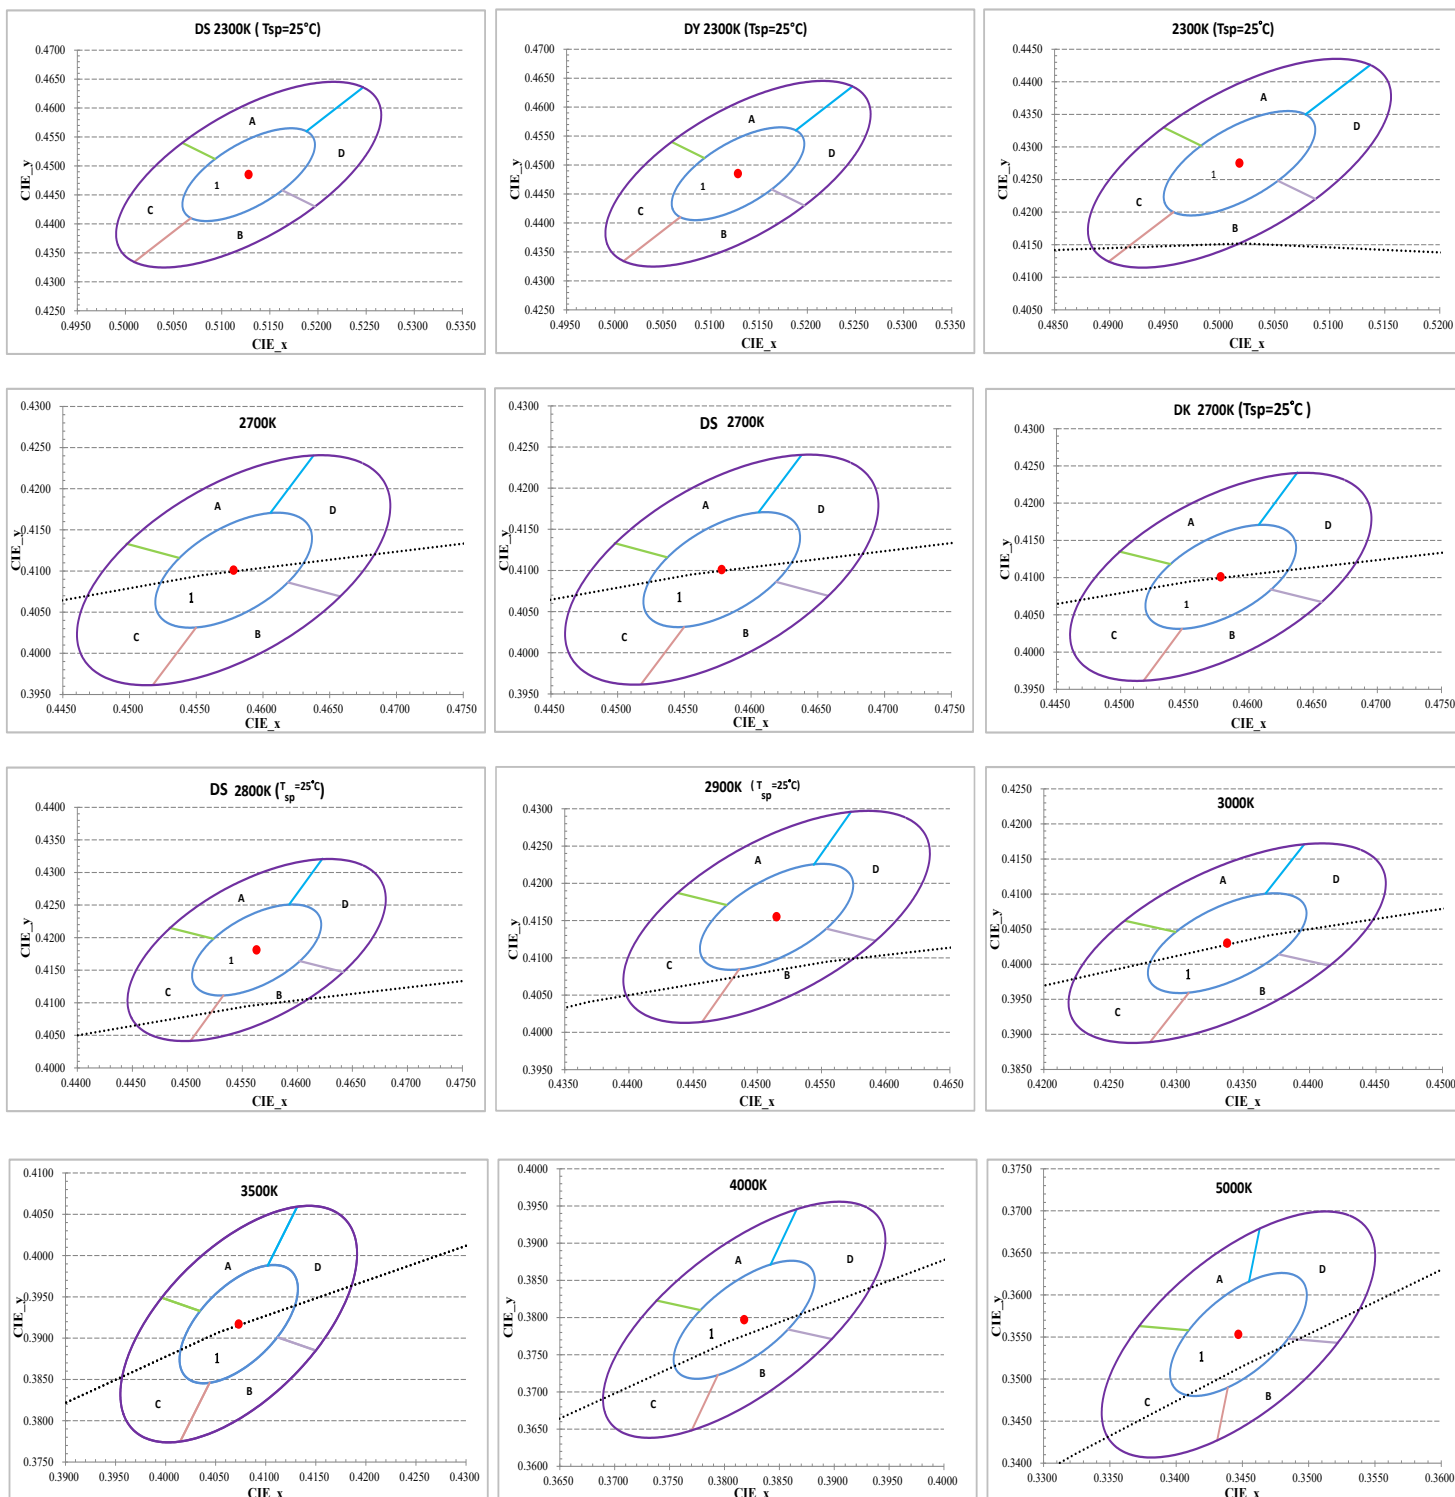 DS 2300K ( Tsp=25°C)
CIE_y
0.4700
0.4650
0.4600
0.4550
0.4500
0.4450
0.4400
0.4350
0.4300
0.4250
A
D
1
C
B
0.4950 0.5000 0.5050 0.5100 0.5150 0.5200 0.5250 0.5300 0.5350
CIE_x
DY 2300K (Tsp=25°C)
CIE_y
0.4700
0.4650
0.4600
0.4550
0.4500
0.4450
0.4400
0.4350
0.4300
0.4250
A
D
1
C
B
0.4950 0.5000 0.5050 0.5100 0.5150 0.5200 0.5250 0.5300 0.5350
CIE_x
2300K (Tsp=25°C)
CIE_y
0.4450
0.4400
0.4350
0.4300
0.4250
0.4200
0.4150
0.4100
0.4050
A
D
1
C
B
0.4850 0.4900 0.4950 0.5000 0.5050 0.5100 0.5150 0.5200
CIE_x
2700K
CIE_y
0.4300
0.4250
0.4200
0.4150
0.4100
0.4050
0.4000
0.3950
A
D
1
C
B
0.4450 0.4500 0.4550 0.4600 0.4650 0.4700 0.4750
CIE_x
DS 2700K
CIE_y
0.4300
0.4250
0.4200
0.4150
0.4100
0.4050
0.4000
0.3950
A
D
1
C
B
0.4450 0.4500 0.4550 0.4600 0.4650 0.4700 0.4750
CIE_x
DK 2700K (Tsp=25°C )
CIE_y
0.4300
0.4250
0.4200
0.4150
0.4100
0.4050
0.4000
0.3950
A
D
1
C
B
0.4450 0.4500 0.4550 0.4600 0.4650 0.4700 0.4750
CIE_x
DS 2800K (Tsp=25°C)
CIE_y
0.4400
0.4350
0.4300
0.4250
0.4200
0.4150
0.4100
0.4050
0.4000
A
D
1
C
B
0.4400 0.4450 0.4500 0.4550 0.4600 0.4650 0.4700 0.4750
CIE_x
2900K ( Tsp=25°C)
CIE_y
0.4300
0.4250
0.4200
0.4150
0.4100
0.4050
0.4000
0.3950
A
D
C
B
0.4350 0.4400 0.4450 0.4500 0.4550 0.4600 0.4650
CIE_x
3000K
CIE_y
0.4250
0.4200
0.4150
0.4100
0.4050
0.4000
0.3950
0.3900
0.3850
A
D
1
C
B
0.4200 0.4250 0.4300 0.4350 0.4400 0.4450 0.4500
CIE_x
3500K
CIE_y
0.4100
0.4050
0.4000
0.3950
0.3900
0.3850
0.3800
0.3750
A
D
1
C
B
0.3900 0.3950 0.4000 0.4050 0.4100 0.4150 0.4200 0.4250 0.4300
CIE_x
4000K
CIE_y
0.4000
0.3950
0.3900
0.3850
0.3800
0.3750
0.3700
0.3650
0.3600
A
D
1
C
B
0.3650 0.3700 0.3750 0.3800 0.3850 0.3900 0.3950 0.4000
CIE_x
5000K
CIE_y
0.3750
0.3700
0.3650
0.3600
0.3550
0.3500
0.3450
0.3400
A
D
1
C
B
0.3300 0.3350 0.3400 0.3450 0.3500 0.3550 0.3600
CIE_x